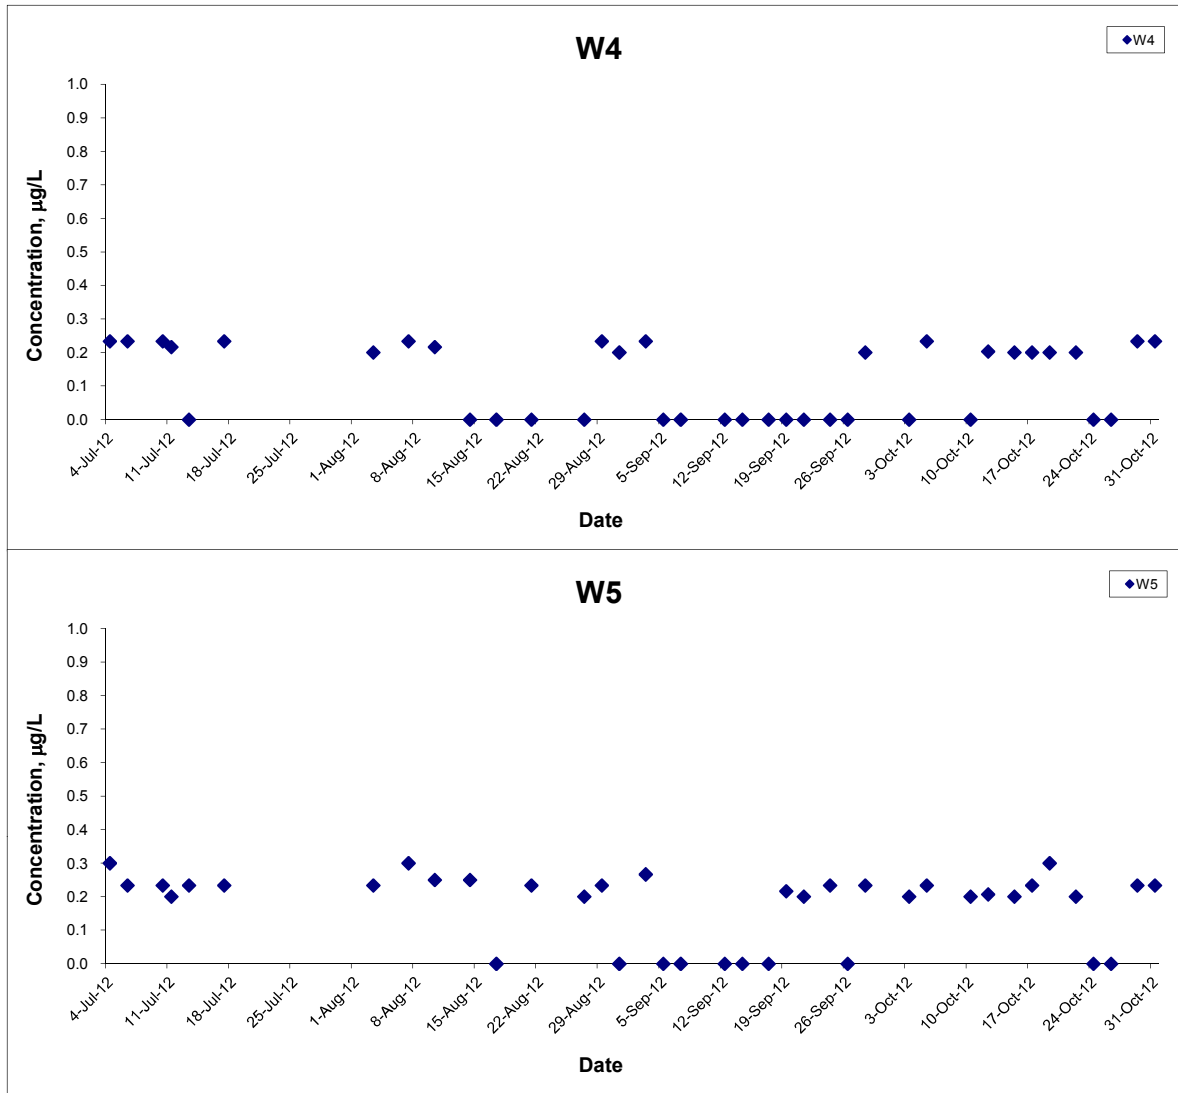 W4
W4
1.0
0.9
0.8
0.7
0.6
0.5
0.4
0.3
0.2
0.1
0.0
Concentration, µg/L
4-Jul-12
11-Jul-12
18-Jul-12
25-Jul-12
1-Aug-12
8-Aug-12
15-Aug-12
22-Aug-12
29-Aug-12
5-Sep-12
12-Sep-12
19-Sep-12
26-Sep-12
3-Oct-12
10-Oct-12
17-Oct-12
24-Oct-12
31-Oct-12
Date
W5
W5
1.0
0.9
0.8
0.7
0.6
0.5
0.4
0.3
0.2
0.1
0.0
Concentration, µg/L
4-Jul-12
11-Jul-12
18-Jul-12
25-Jul-12
1-Aug-12
8-Aug-12
15-Aug-12
22-Aug-12
29-Aug-12
5-Sep-12
12-Sep-12
19-Sep-12
26-Sep-12
3-Oct-12
10-Oct-12
17-Oct-12
24-Oct-12
31-Oct-12
Date